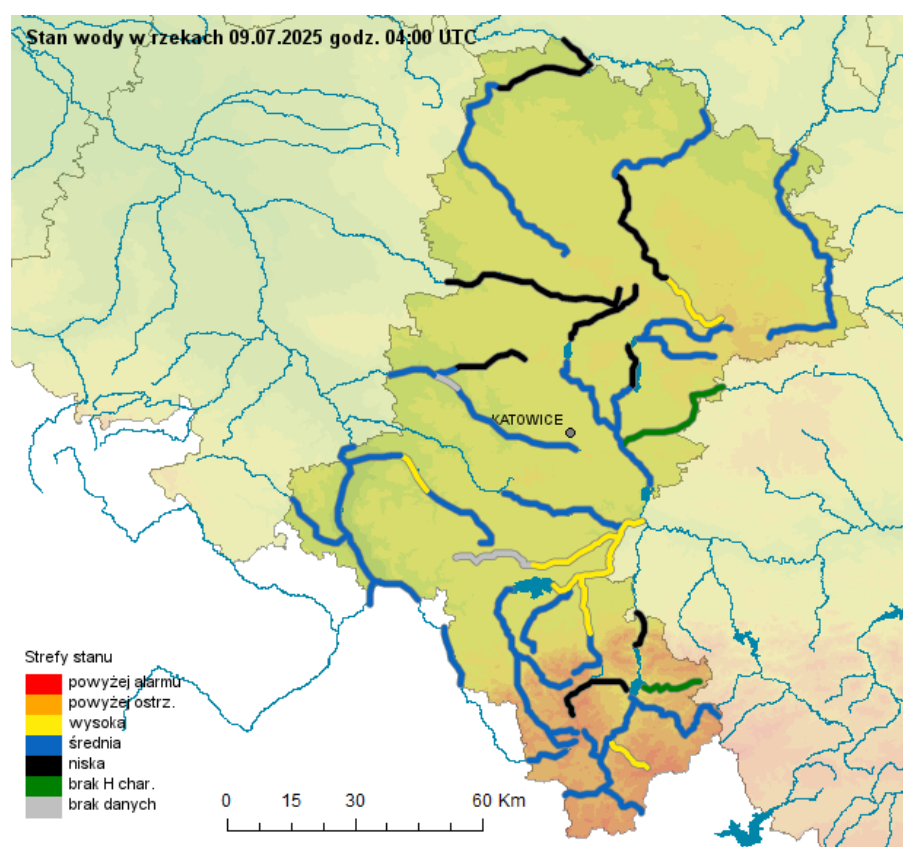 Stan wody w rzekach 09.07.2025 godz. 04:00 UTC
KATOWICE
Strefy stanu
powyżej alarmu
powyżej ostrz.
wysoka
średnia
niska
brak H char.
brak danych
0 15 30 60 Km